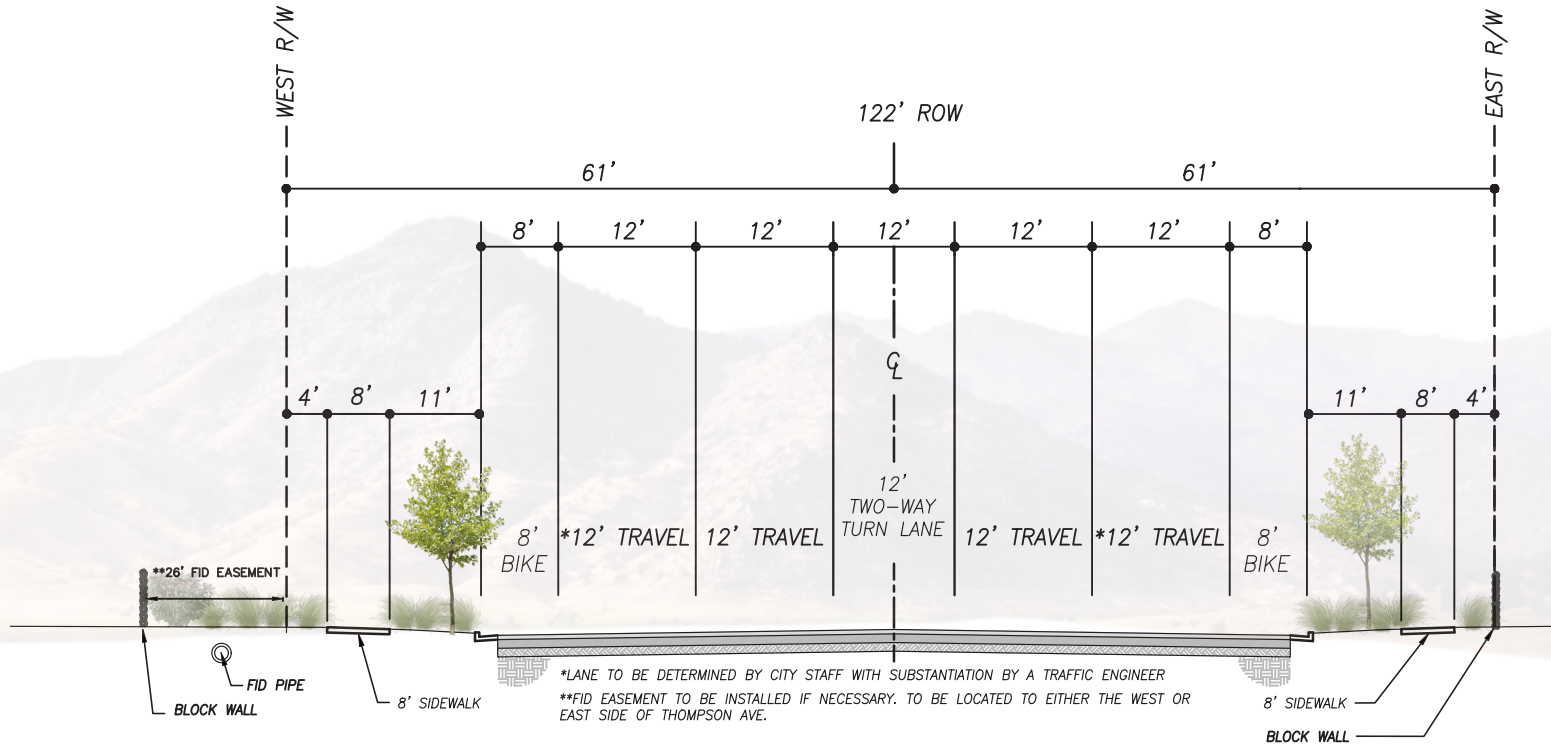 WEST R/W
EAST R/W
122' ROW
61'
61'
8'
12'
12'
12'
12'
12'
8'
℄
4'
8'
11'
11'
8'
4'
8'
BIKE
*12' TRAVEL
12' TRAVEL
12'
TWO-WAY
TURN LANE
12' TRAVEL
*12' TRAVEL
8'
BIKE
**26' FID EASEMENT
FID PIPE
BLOCK WALL
8' SIDEWALK
*LANE TO BE DETERMINED BY CITY STAFF WITH SUBSTANTIATION BY A TRAFFIC ENGINEER
**FID EASEMENT TO BE INSTALLED IF NECESSARY. TO BE LOCATED TO EITHER THE WEST OR
EAST SIDE OF THOMPSON AVE.
8' SIDEWALK
BLOCK WALL